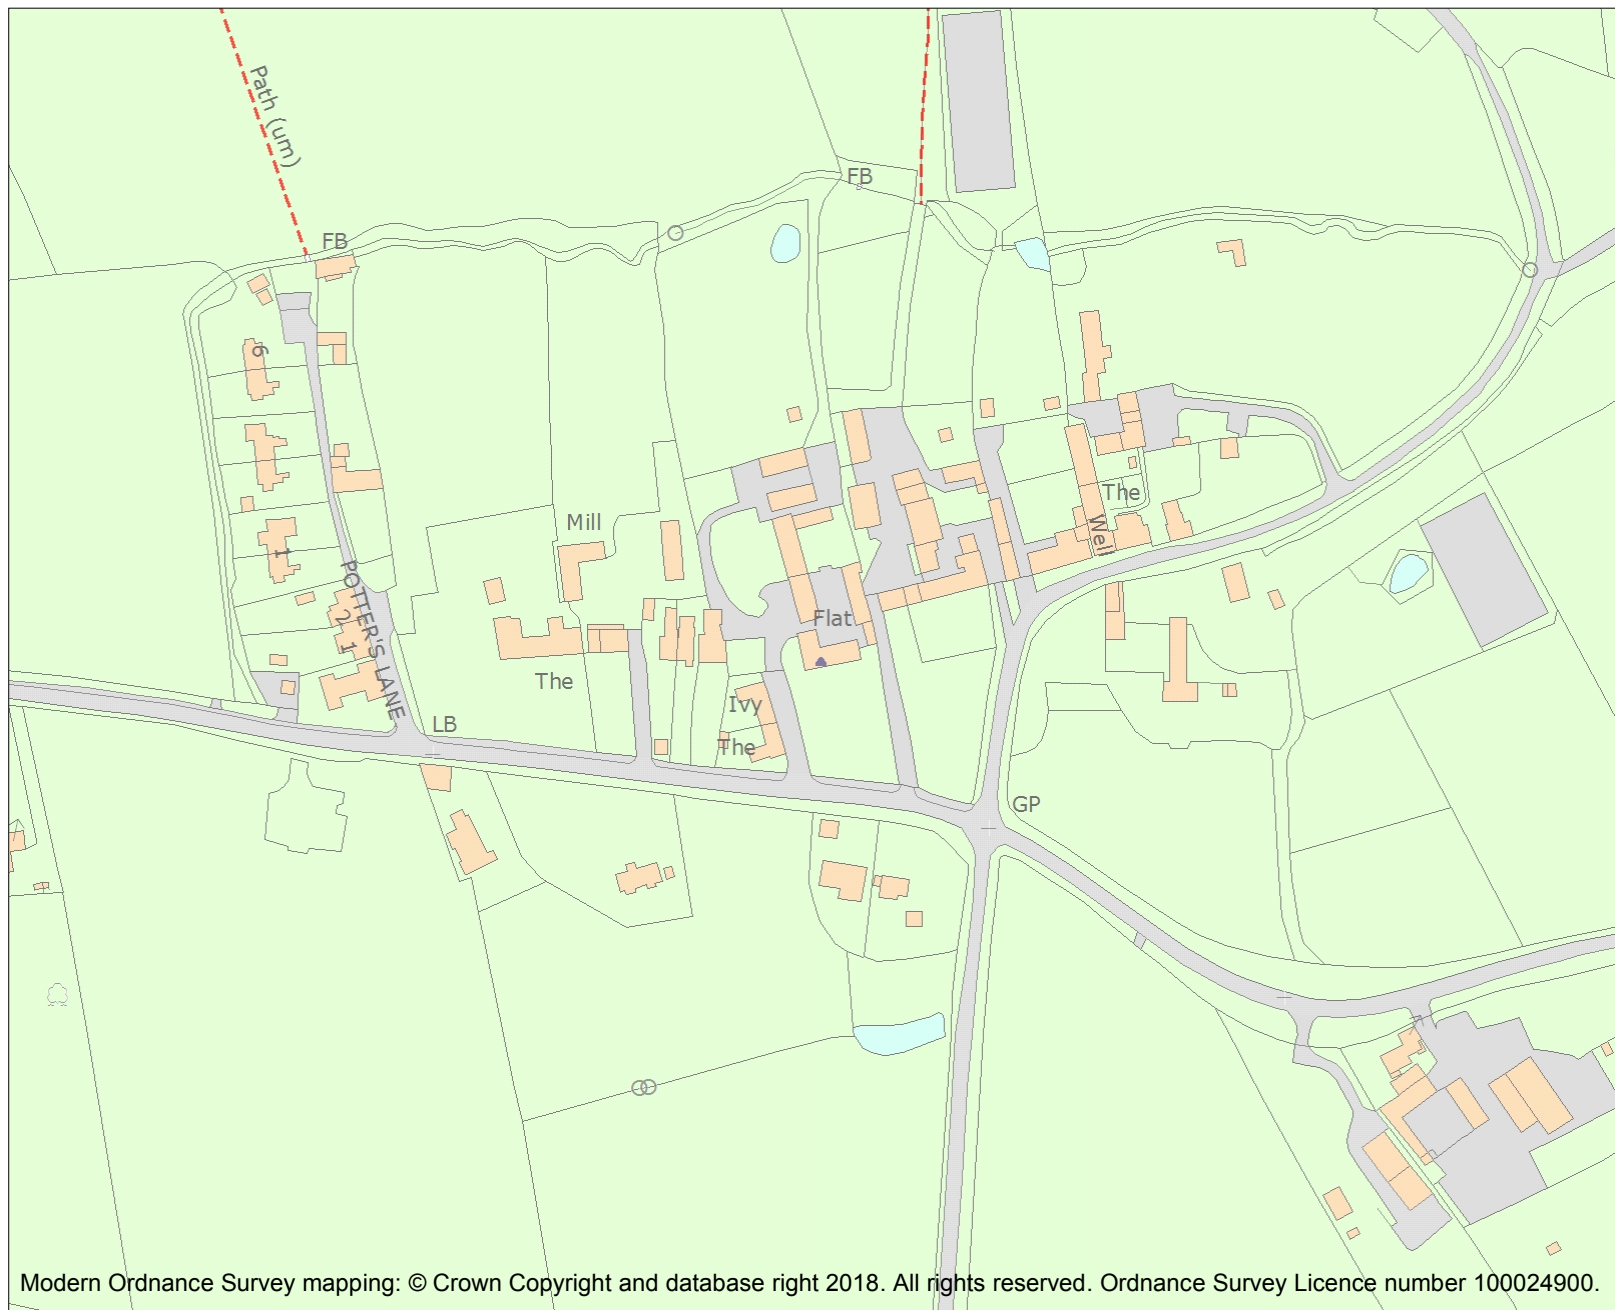 Path (um)
FB
FB
6
1
POTTER'S LANE
2
1
Mill
The
Well
The
Flat
Ivy
The
LB
GP
Modern Ordnance Survey mapping: © Crown Copyright and database right 2018. All rights reserved. Ordnance Survey Licence number 100024900.